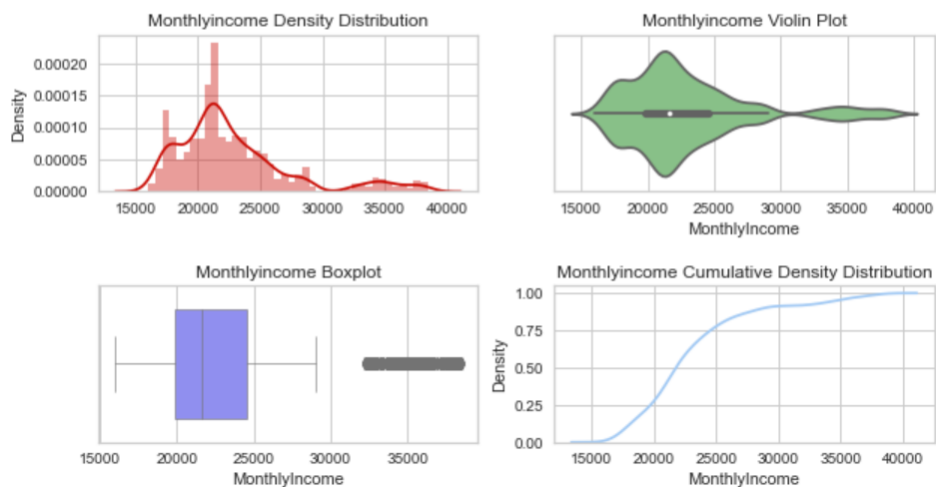 Monthlyincome Density Distribution
Density
0.00020
0.00015
0.00010
0.00005
0.00000
15000 20000 25000 30000 35000 40000
Monthlyincome Violin Plot
15000 20000 25000 30000 35000 40000
MonthlyIncome
Monthlyincome Boxplot
15000 20000 25000 30000 35000
MonthlyIncome
Monthlyincome Cumulative Density Distribution
Density
1.00
0.75
0.50
0.25
0.00
15000 20000 25000 30000 35000 40000
MonthlyIncome